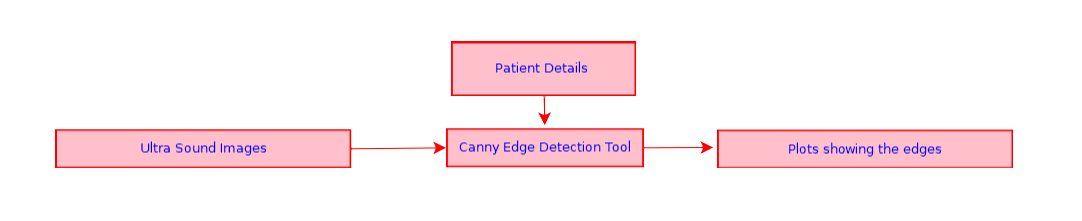 Patient Details
Ultra Sound Images
Canny Edge Detection Tool
Plots showing the edges